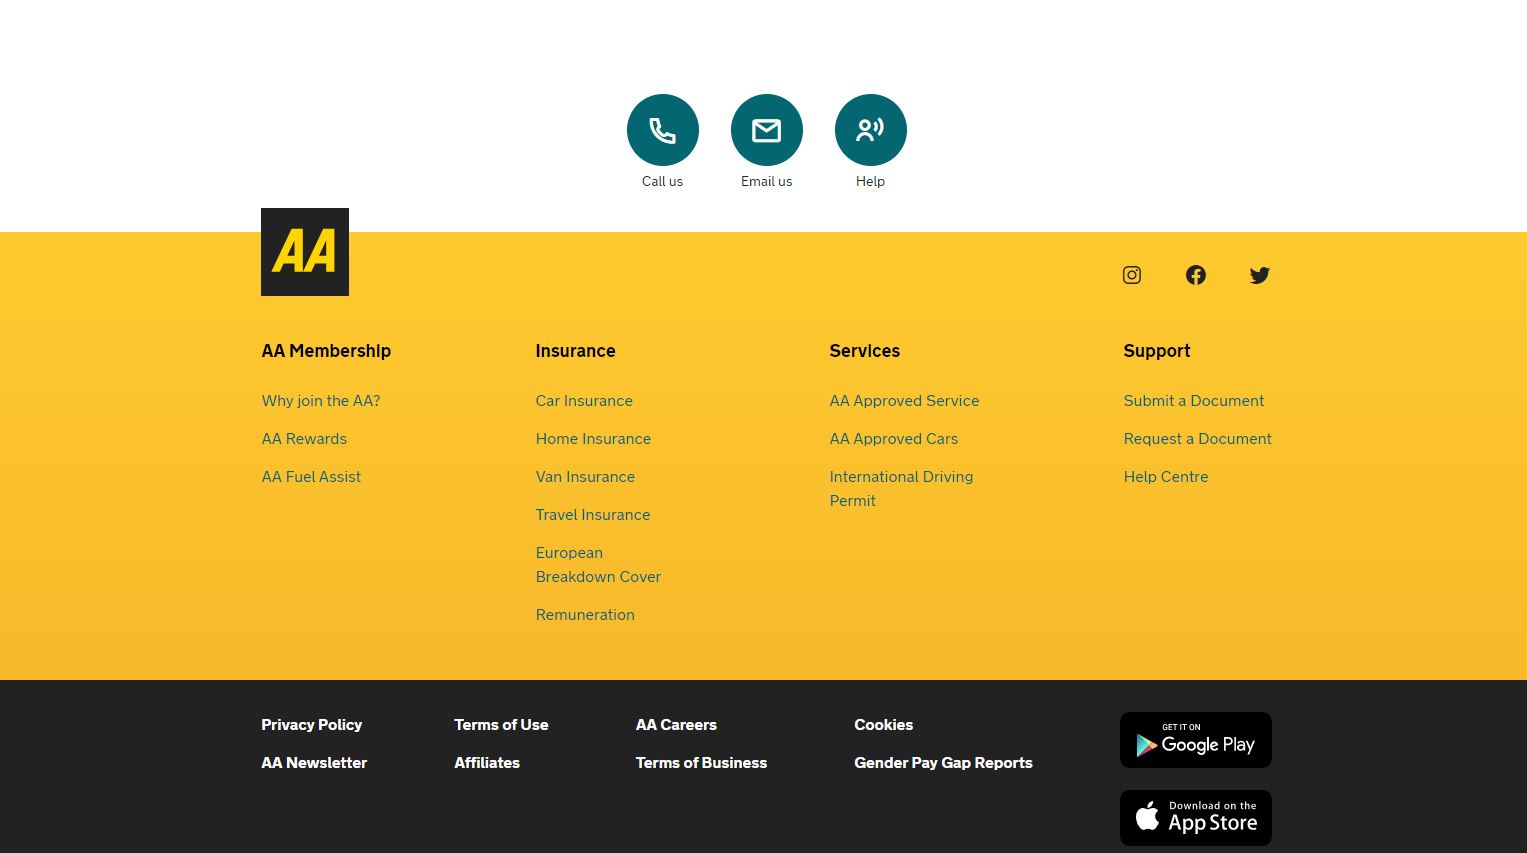 Call us
Email us
Help
AA
AA Membership
Why join the AA?
AA Rewards
AA Fuel Assist
Insurance
Car Insurance
Home Insurance
Van Insurance
Travel Insurance
European
Breakdown Cover
Remuneration
Services
AA Approved Service
AA Approved Cars
International Driving
Permit
Support
Submit a Document
Request a Document
Help Centre
Privacy Policy
Terms of Use
AA Careers
Cookies
AA Newsletter
Affiliates
Terms of Business
Gender Pay Gap Reports
GET IT ON
Google Play
Download on the
App Store